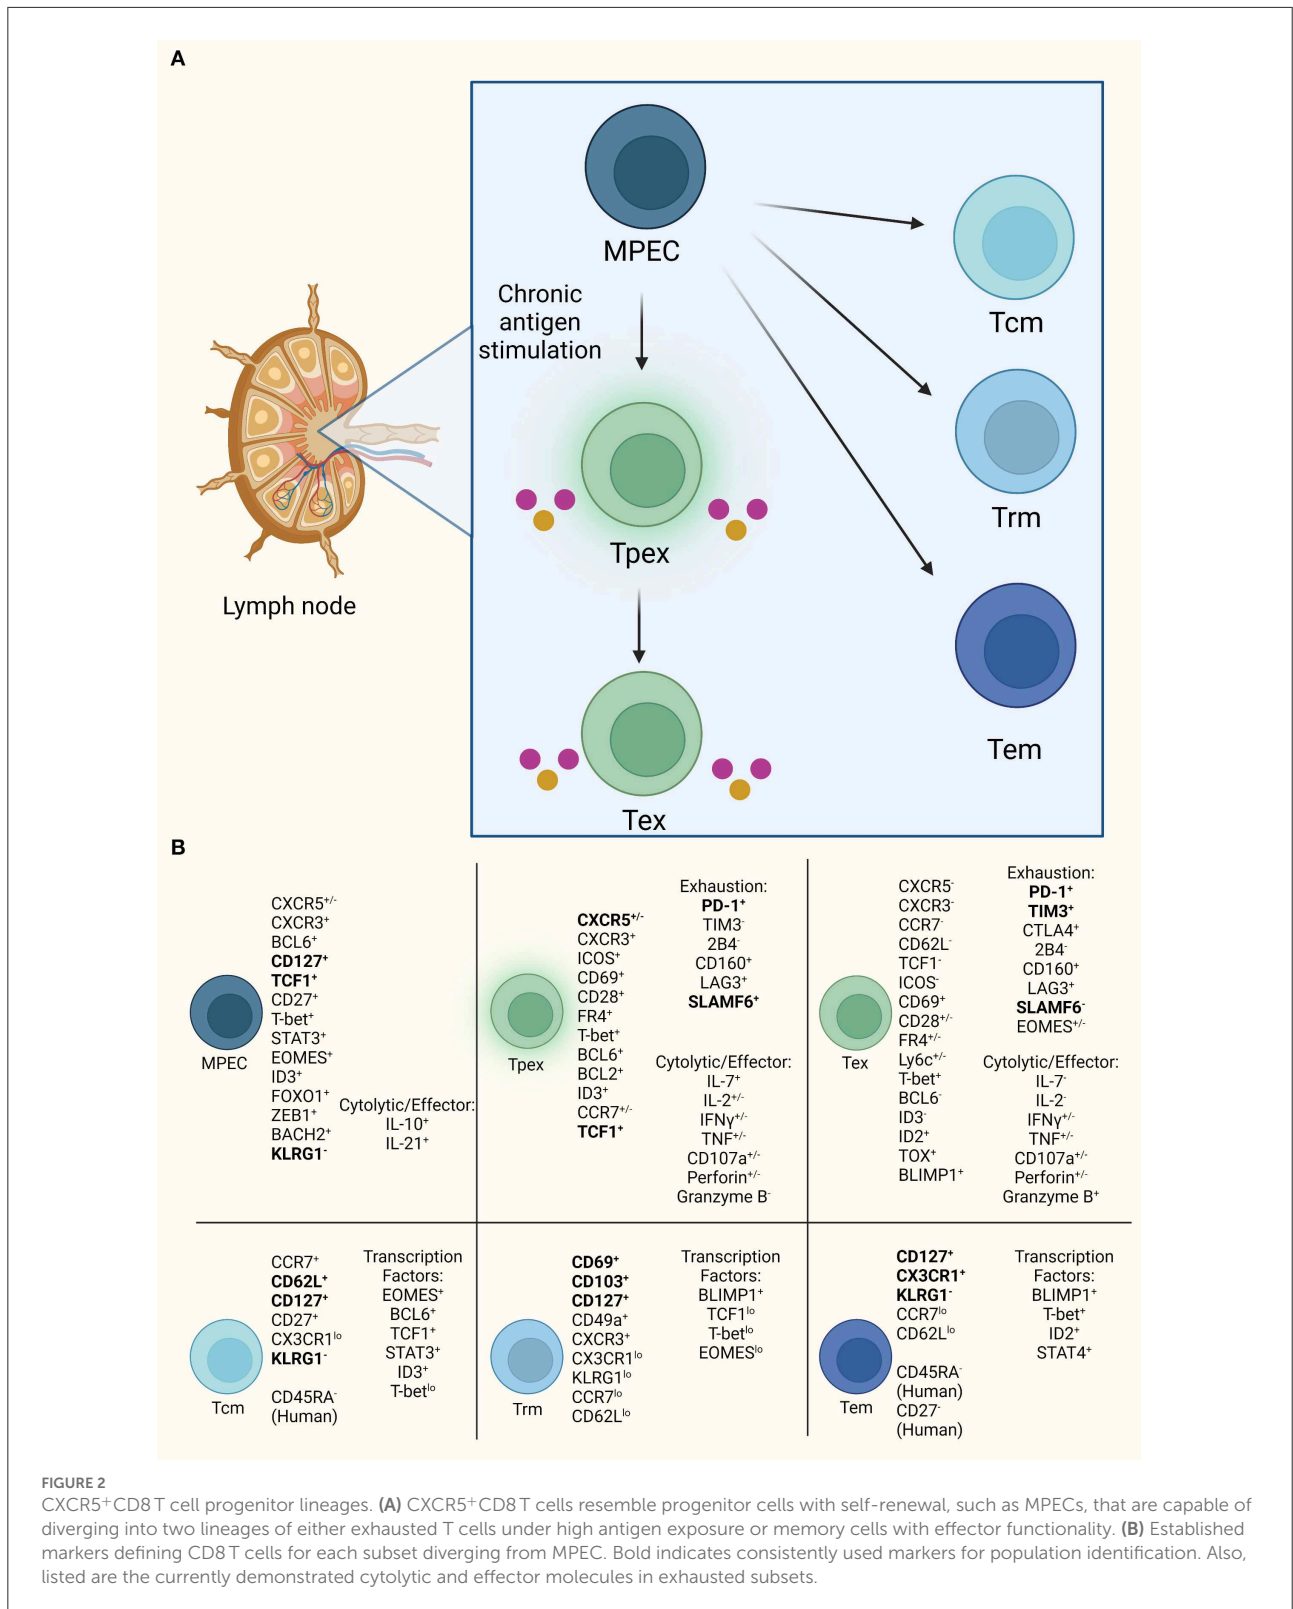 A
MPEC
Chronic
antigen
stimulation
Tcm
Trm
Tpex
Lymph node
Tem
Tex
B
CXCR5+/-
CXCR3+
BCL6+
CD127+
TCF1+
CD27+
T-bet+
STAT3+
EOMES+
ID3+
FOXO1+
ZEB1+
BACH2+
KLRG1-
MPEC
Cytolytic/Effector:
IL-10+
IL-21+
CXCR5+/-
CXCR3+
ICOS+
CD69+
CD28+
FR4+
T-bet+
BCL6+
BCL2+
ID3+
CCR7+/-
TCF1+
Tpex
Exhaustion:
PD-1+
TIM3-
2B4-
CD160+
LAG3+
SLAMF6+
Cytolytic/Effector:
IL-7+
IL-2+/-
IFNγ+/-
TNF+/-
CD107a+/-
Perforin+/-
Granzyme B-
CXCR5-
CXCR3-
CCR7-
CD62L-
TCF1-
ICOS-
CD69+
CD28+/-
FR4+/-
Ly6c+/-
T-bet+
BCL6-
ID3-
ID2+
TOX+
BLIMP1+
Tex
Exhaustion:
PD-1+
TIM3+
CTLA4+
2B4-
CD160+
LAG3+
SLAMF6-
EOMES+/-
Cytolytic/Effector:
IL-7-
IL-2-
IFNγ+/-
TNF+/-
CD107a+/-
Perforin+/-
Granzyme B+
CCR7+
CD62L+
CD127+
CD27+
CX3CR1lo
KLRG1-
CD45RA-
(Human)
Tcm
Transcription
Factors:
EOMES+
BCL6+
TCF1+
STAT3+
ID3+
T-betlo
CD69+
CD103+
CD127+
CD49a+
CXCR3+
CX3CR1lo
KLRG1lo
CCR7lo
CD62Llo
Trm
Transcription
Factors:
BLIMP1+
TCF1lo
T-betlo
EOMESlo
CD127+
CX3CR1+
KLRG1-
CCR7lo
CD62Llo
CD45RA-
(Human)
CD27-
(Human)
Tem
Transcription
Factors:
BLIMP1+
T-bet+
ID2+
STAT4+
FIGURE 2
CXCR5+CD8 T cell progenitor lineages. (A) CXCR5+CD8 T cells resemble progenitor cells with self-renewal, such as MPECs, that are capable of
diverging into two lineages of either exhausted T cells under high antigen exposure or memory cells with effector functionality. (B) Established
markers defining CD8 T cells for each subset diverging from MPEC. Bold indicates consistently used markers for population identification. Also,
listed are the currently demonstrated cytolytic and effector molecules in exhausted subsets.